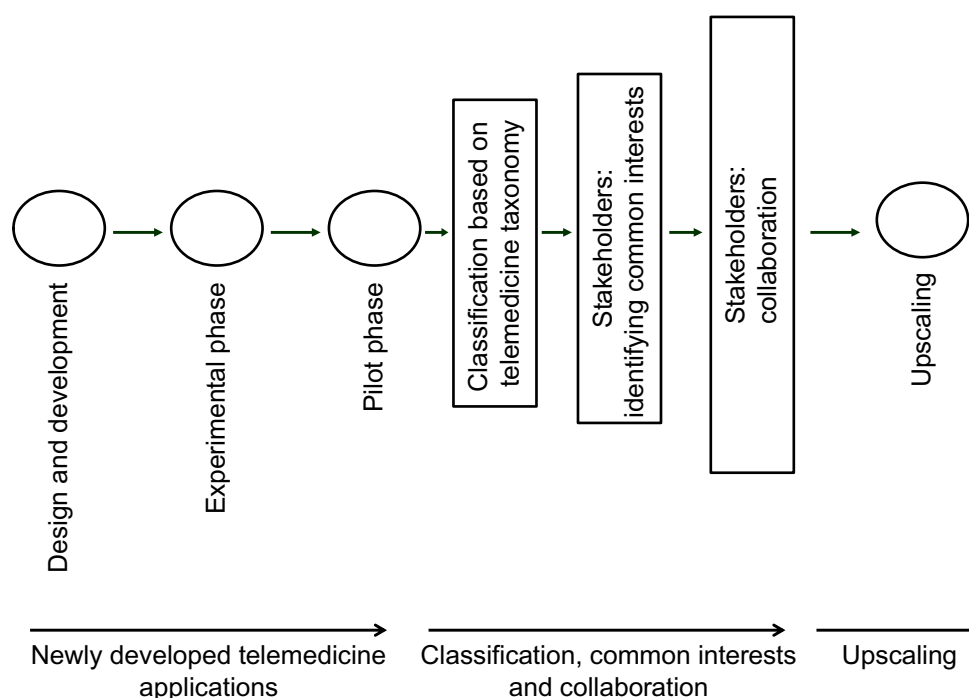 Design and development
Experimental phase
Pilot phase
Classification based on
telemedicine taxonomy
Stakeholders:
identifying common interests
Stakeholders:
collaboration
Upscaling
Newly developed telemedicine
applications
Classification, common interests
and collaboration
Upscaling